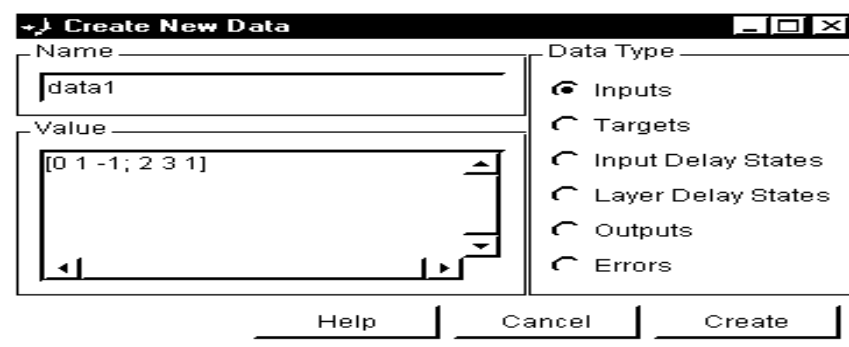 Create New Data
Name
data1
Value
[0 1 -1; 2 3 1]
Data Type
Inputs
Targets
Input Delay States
Layer Delay States
Outputs
Errors
Help Cancel Create